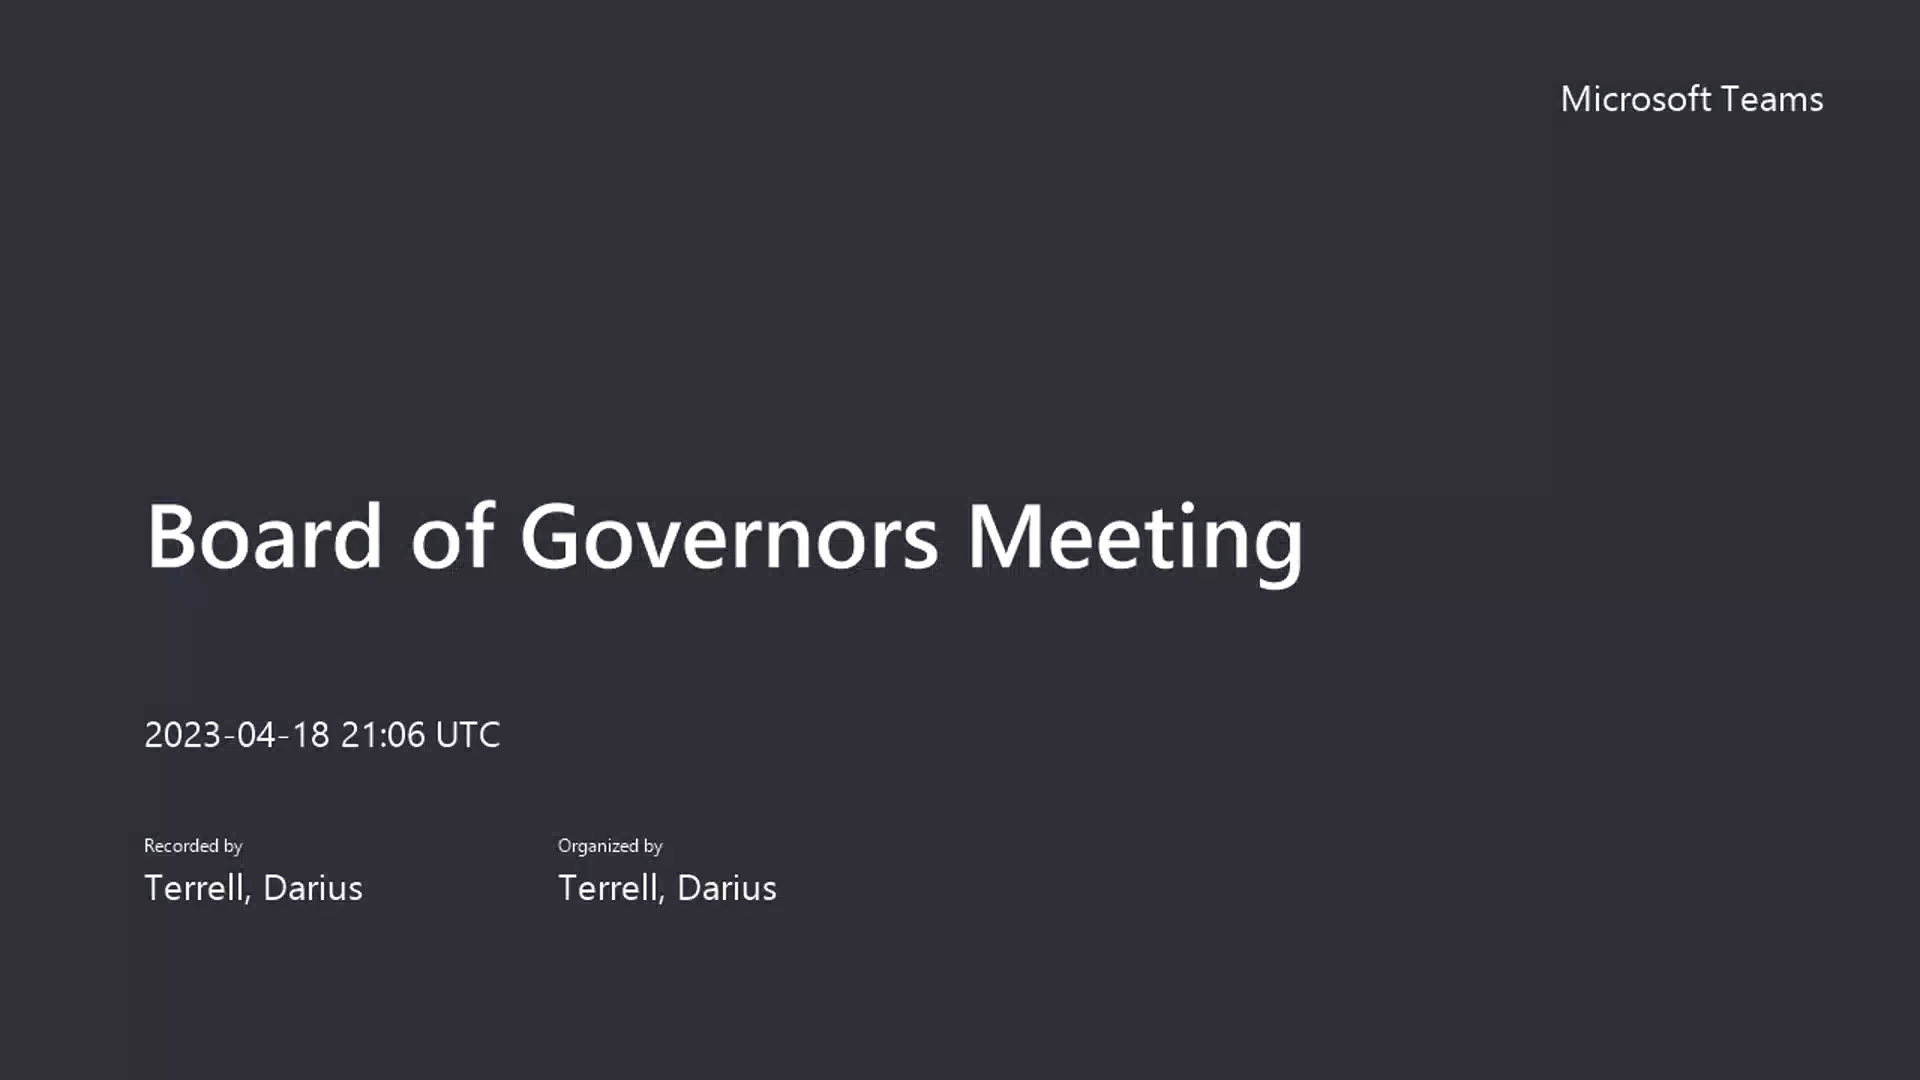 Microsoft Teams
Board of Governors Meeting
2023-04-18 21:06 UTC
Recorded by
Terrell, Darius
Organized by
Terrell, Darius